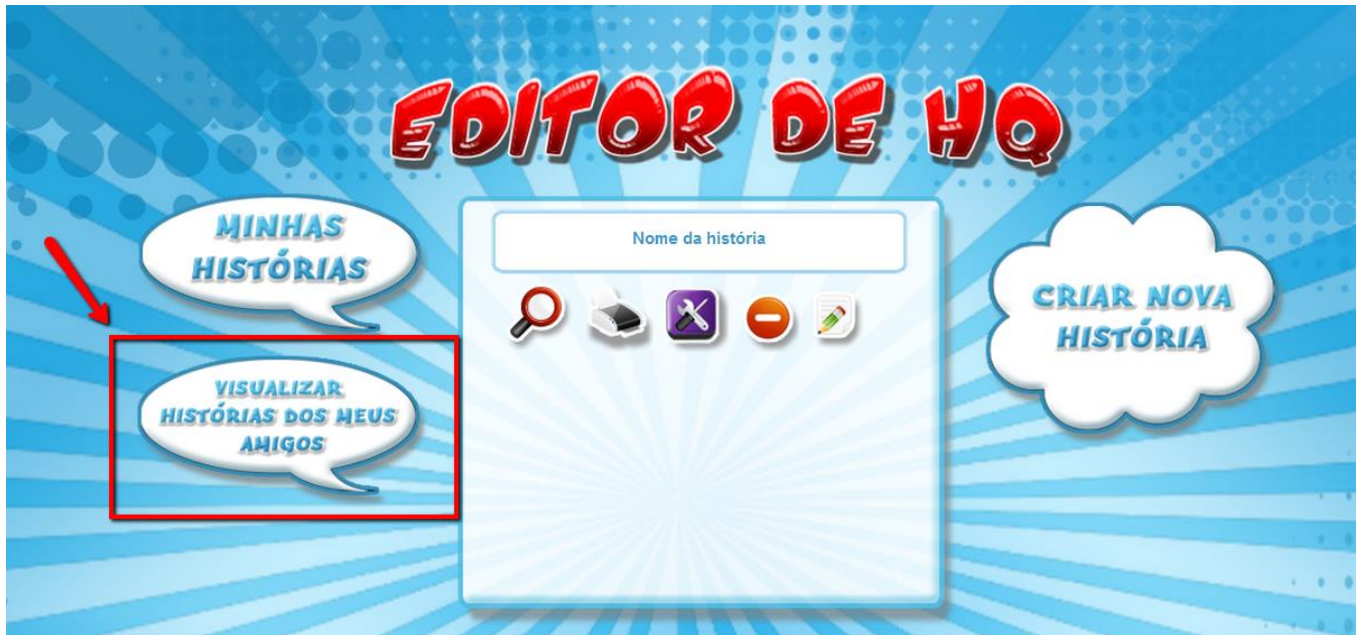 EDITOR DE HQ
MINHAS
HISTÓRIAS
VISUALIZAR
HISTÓRIAS DOS MEUS
AMIGOS
Nome da história
CRIAR NOVA
HISTÓRIA